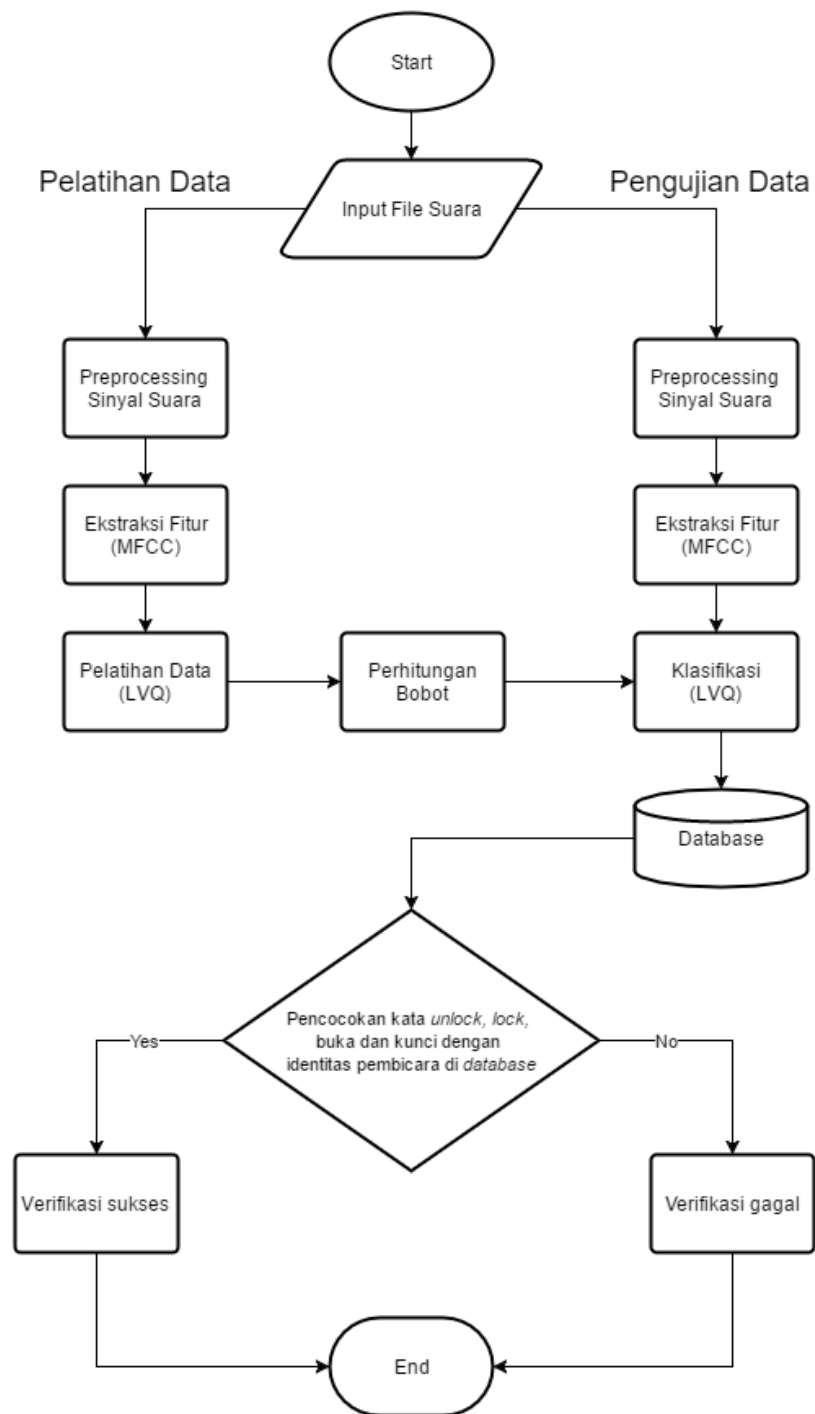 Start
Pelatihan Data
Input File Suara
Pengujian Data
Preprocessing
Sinyal Suara
Preprocessing
Sinyal Suara
Ekstraksi Fitur
(MFCC)
Ekstraksi Fitur
(MFCC)
Pelatihan Data
(LVQ)
Perhitungan
Bobot
Klasifikasi
(LVQ)
Database
Pencocokan kata unlock, lock,
buka dan kunci dengan
identitas pembicara di database
Yes
No
Verifikasi sukses
Verifikasi gagal
End